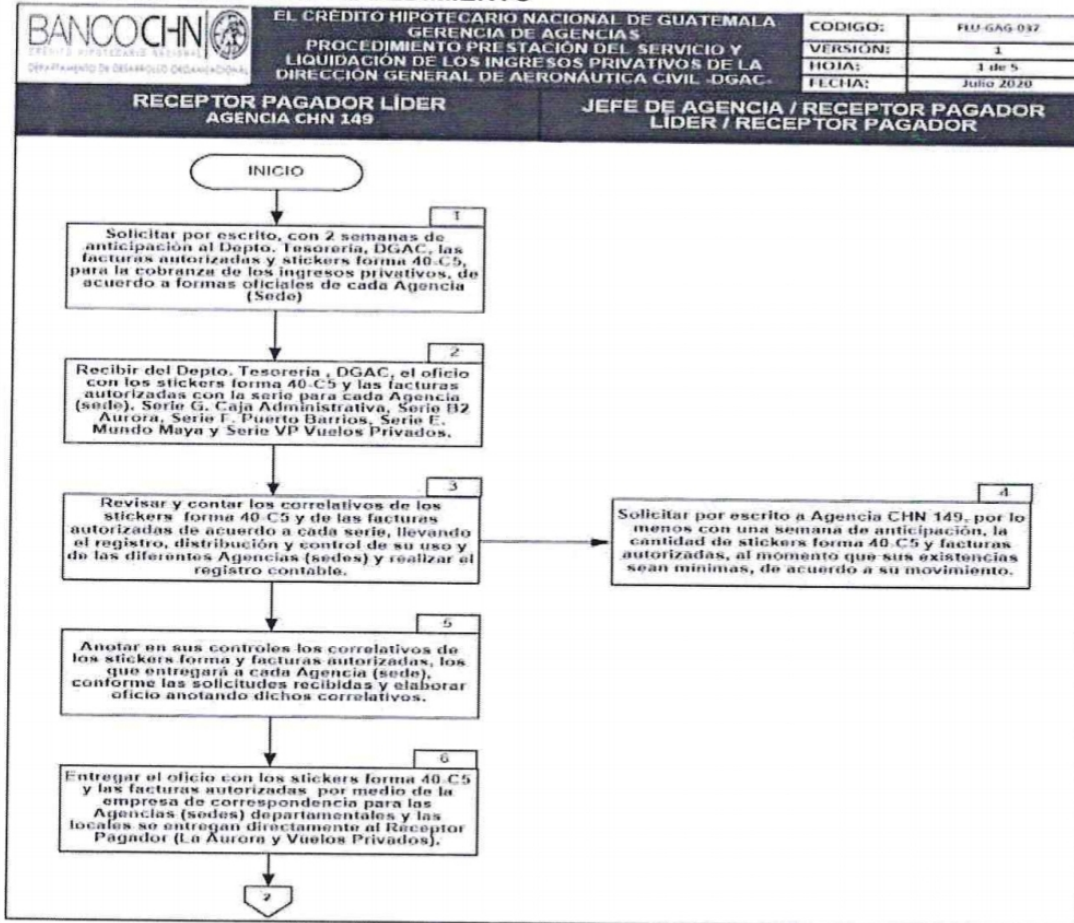 BANCOCHN
CRÉDITO HIPOTECARIO NACIONAL
DEPARTAMENTO DE DESARROLLO ORGANIZACIONAL
EL CRÉDITO HIPOTECARIO NACIONAL DE GUATEMALA
GERENCIA DE AGENCIAS
PROCEDIMIENTO PRESTACIÓN DEL SERVICIO Y
LIQUIDACIÓN DE LOS INGRESOS PRIVATIVOS DE LA
DIRECCIÓN GENERAL DE AERONÁUTICA CIVIL -DGAC-
CODIGO: FLU-GAG-037
VERSIÓN: 1
HOJA: 1 de 5
FECHA: Julio 2020
RECEPTOR PAGADOR LÍDER
AGENCIA CHN 149
JEFE DE AGENCIA / RECEPTOR PAGADOR
LÍDER / RECEPTOR PAGADOR
INICIO
1
Solicitar por escrito, con 2 semanas de
anticipación al Depto. Tesorería, DGAC, las
facturas autorizadas y stickers forma 40-C5,
para la cobranza de los ingresos privativos, de
acuerdo a formas oficiales de cada Agencia
(Sede)
2
Recibir del Depto. Tesorería , DGAC, el oficio
con los stickers forma 40-C5 y las facturas
autorizadas con la serie para cada Agencia
(sede). Serie G. Caja Administrativa, Serie B2
Aurora, Serie F. Puerto Barrios, Serie E.
Mundo Maya y Serie VP Vuelos Privados.
3
Revisar y contar los correlativos de los
stickers forma 40-C5 y de las facturas
autorizadas de acuerdo a cada serie, llevando
el registro, distribución y control de su uso y
de las diferentes Agencias (sedes) y realizar el
registro contable.
4
Solicitar por escrito a Agencia CHN 149, por lo
menos con una semana de anticipación, la
cantidad de stickers forma 40-C5 y facturas
autorizadas, al momento que sus existencias
sean mínimas, de acuerdo a su movimiento.
5
Anotar en sus controles los correlativos de
los stickers forma y facturas autorizadas, los
que entregará a cada Agencia (sede),
conforme las solicitudes recibidas y elaborar
oficio anotando dichos correlativos.
6
Entregar el oficio con los stickers forma 40-C5
y las facturas autorizadas por medio de la
empresa de correspondencia para las
Agencias (sedes) departamentales y las
locales se entregan directamente al Receptor
Pagador (La Aurora y Vuelos Privados).
2